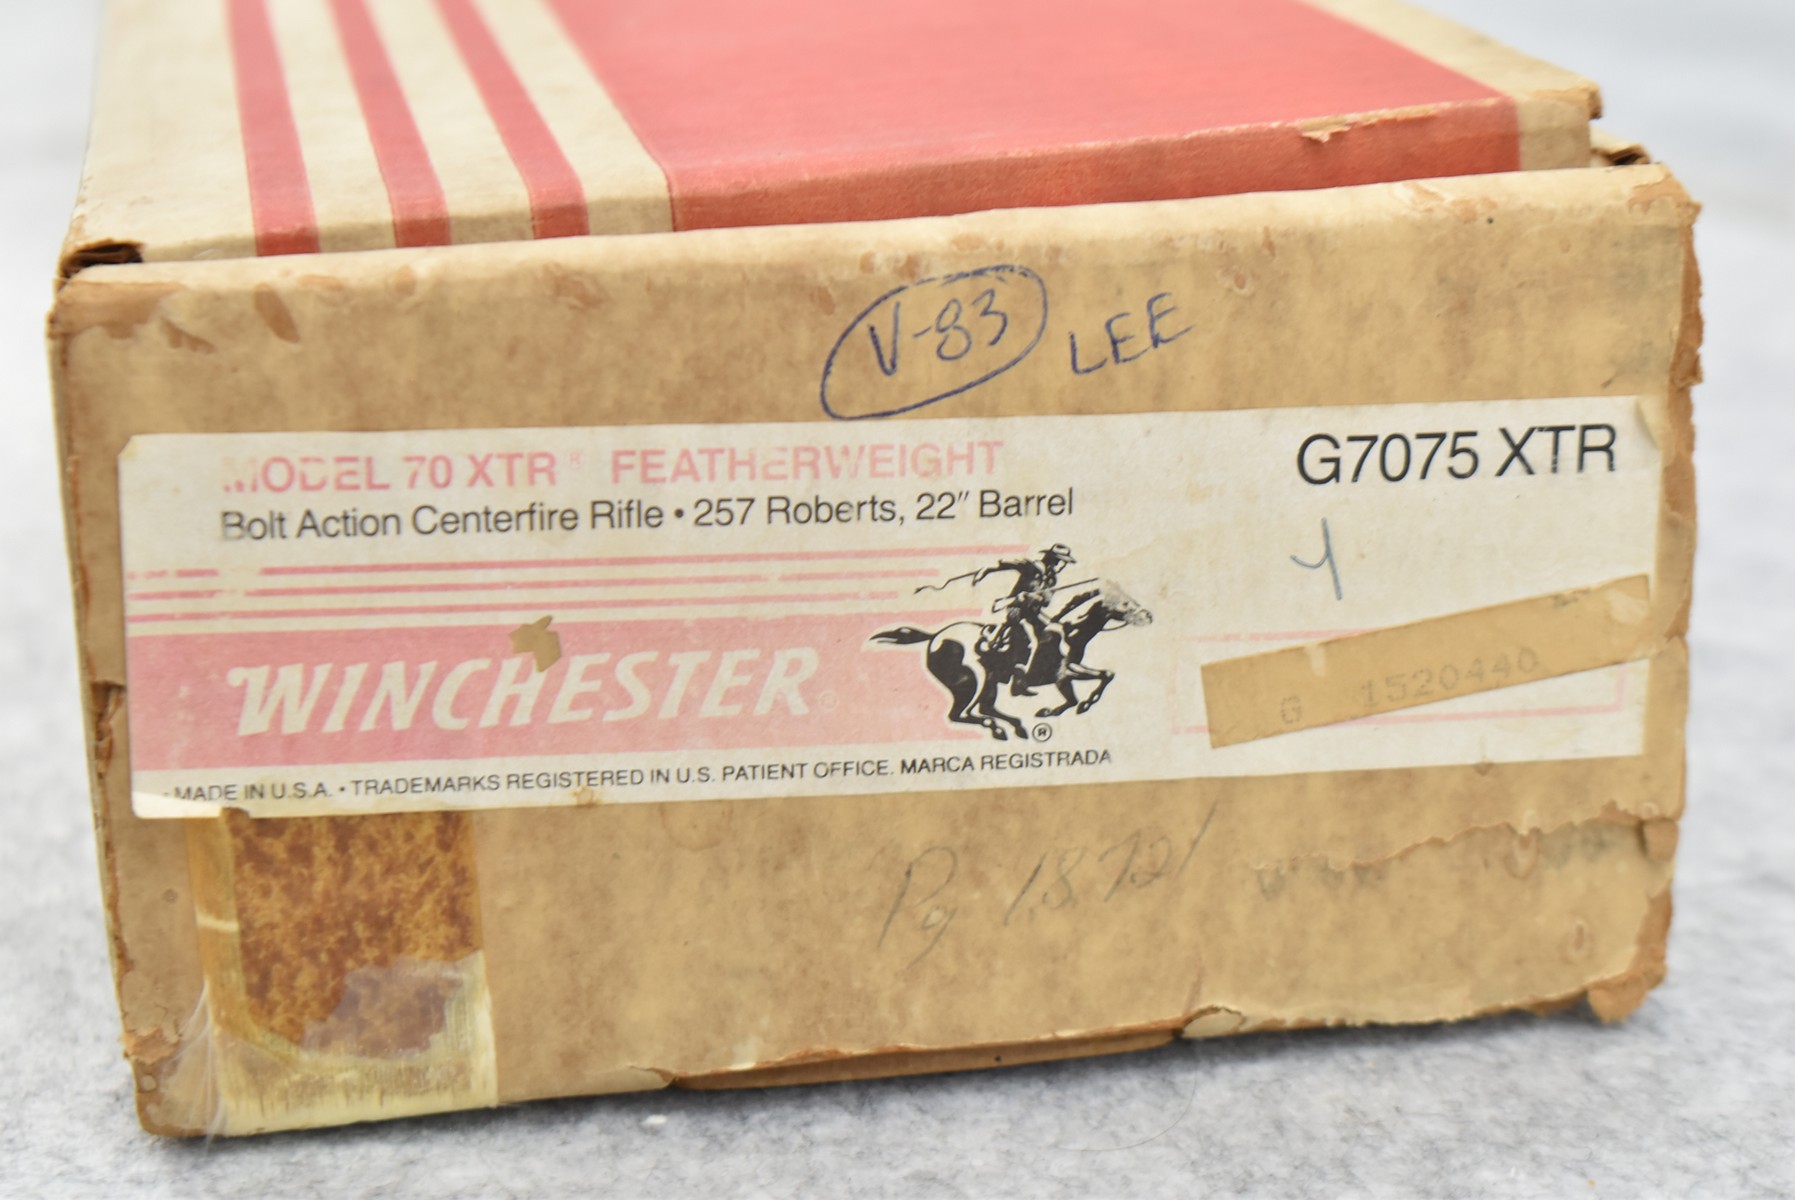 V-83 LEE
MODEL 70 XTR® FEATHERWEIGHT
G7075 XTR
Bolt Action Centerfire Rifle • 257 Roberts, 22" Barrel
WINCHESTER®
®
G 1520440
• MADE IN U.S.A. • TRADEMARKS REGISTERED IN U.S. PATIENT OFFICE. MARCA REGISTRADA